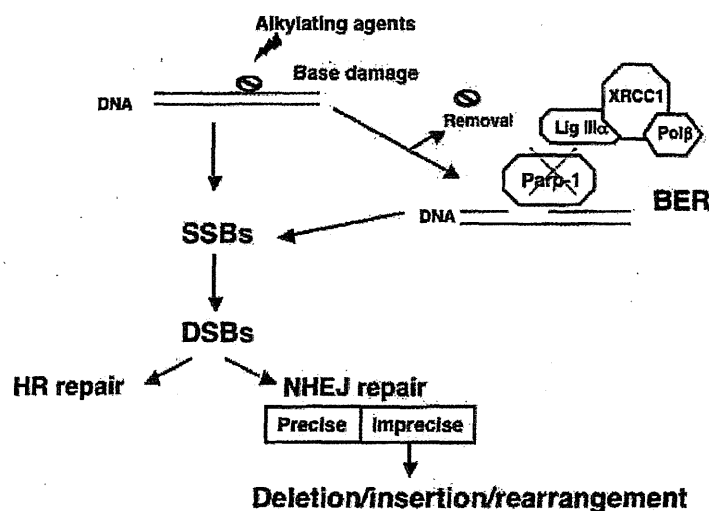 Alkylating agents
Base damage
DNA
Removal
XRCC1
Lig IIIα
Polβ
Parp-1
BER
DNA
SSBs
DSBs
HR repair
NHEJ repair
Precise
Imprecise
Deletion/insertion/rearrangement